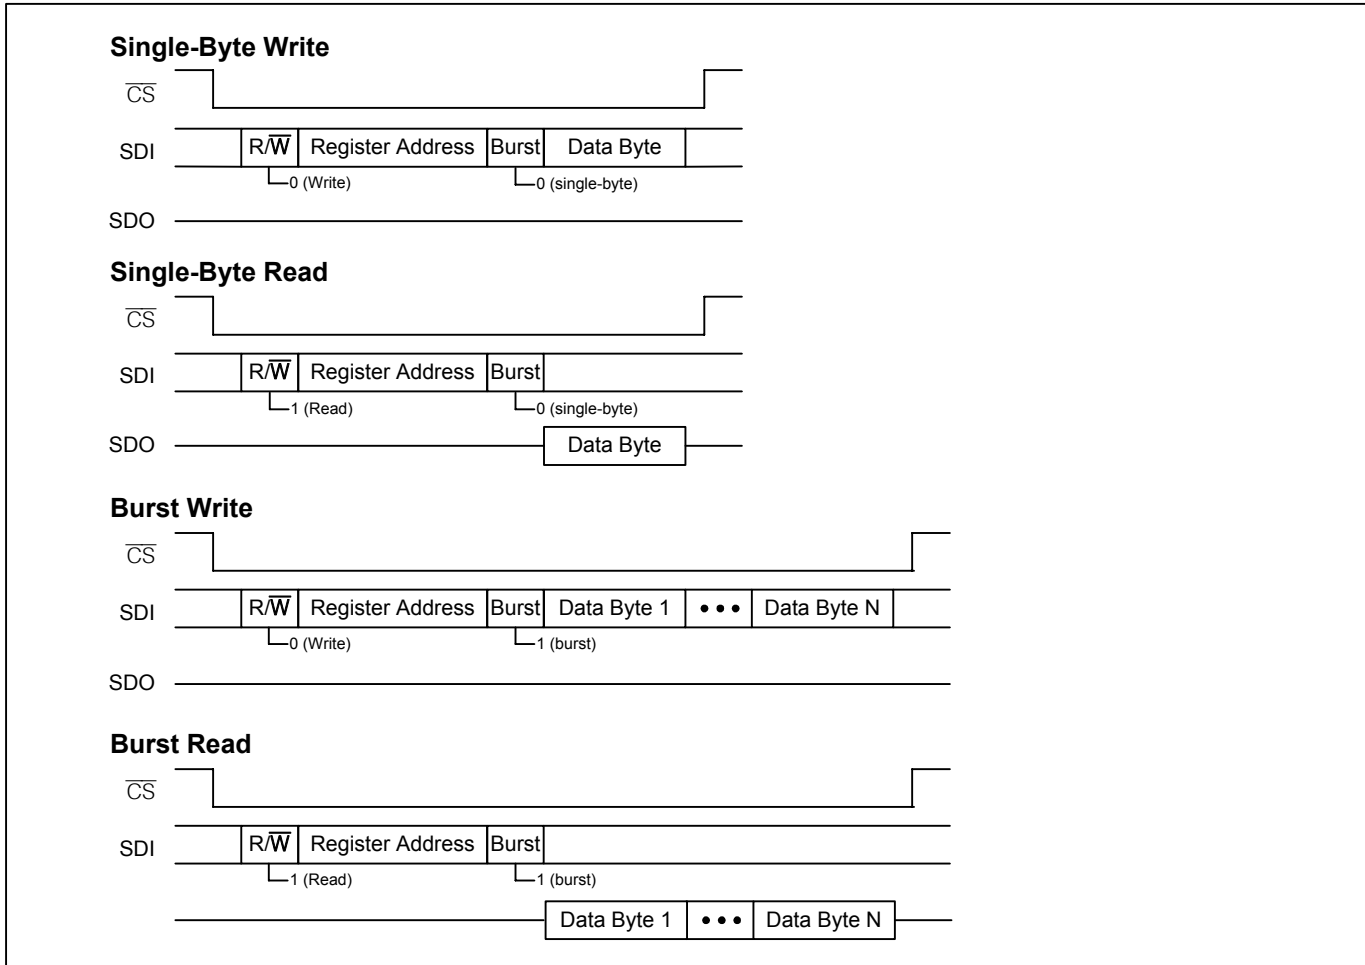 Single-Byte Write
CS
SDI R/W Register Address Burst Data Byte
0 (Write) 0 (single-byte)
SDO
Single-Byte Read
CS
SDI R/W Register Address Burst
1 (Read) 0 (single-byte)
SDO Data Byte
Burst Write
CS
SDI R/W Register Address Burst Data Byte 1 ••• Data Byte N
0 (Write) 1 (burst)
SDO
Burst Read
CS
SDI R/W Register Address Burst
1 (Read) 1 (burst)
Data Byte 1 ••• Data Byte N